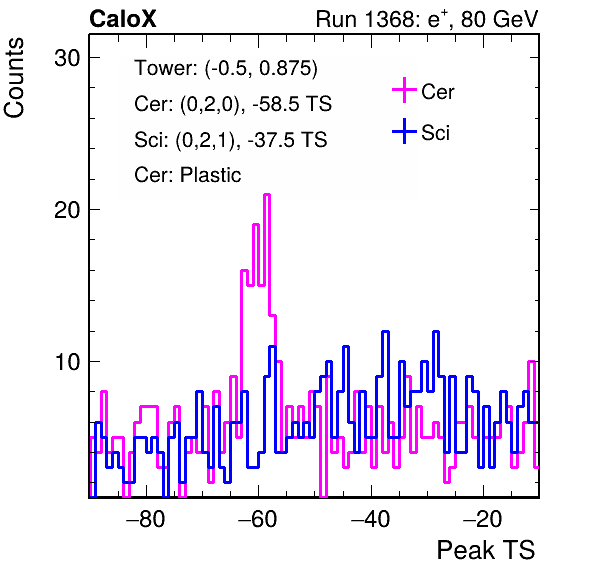 CaloX Run 1368: e⁺, 80 GeV
Counts
30
20
10
Tower: (-0.5, 0.875)
Cer: (0,2,0), -58.5 TS
Sci: (0,2,1), -37.5 TS
Cer: Plastic
Cer
Sci
−80 −60 −40 −20
Peak TS